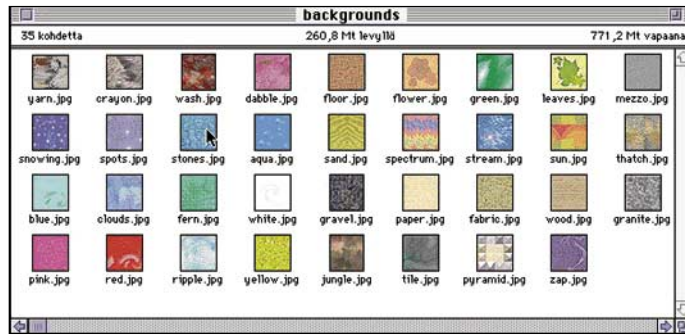 backgrounds
35 kohdetta 260,8 Mt levyllä 771,2 Mt vapaana
yarn.jpg crayon.jpg wash.jpg dabble.jpg floor.jpg flower.jpg green.jpg leaves.jpg mezzo.jpg
snowing.jpg spots.jpg stones.jpg aqua.jpg sand.jpg spectrum.jpg stream.jpg sun.jpg thatch.jpg
blue.jpg clouds.jpg fern.jpg white.jpg gravel.jpg paper.jpg fabric.jpg wood.jpg granite.jpg
pink.jpg red.jpg ripple.jpg yellow.jpg jungle.jpg tile.jpg pyramid.jpg zap.jpg